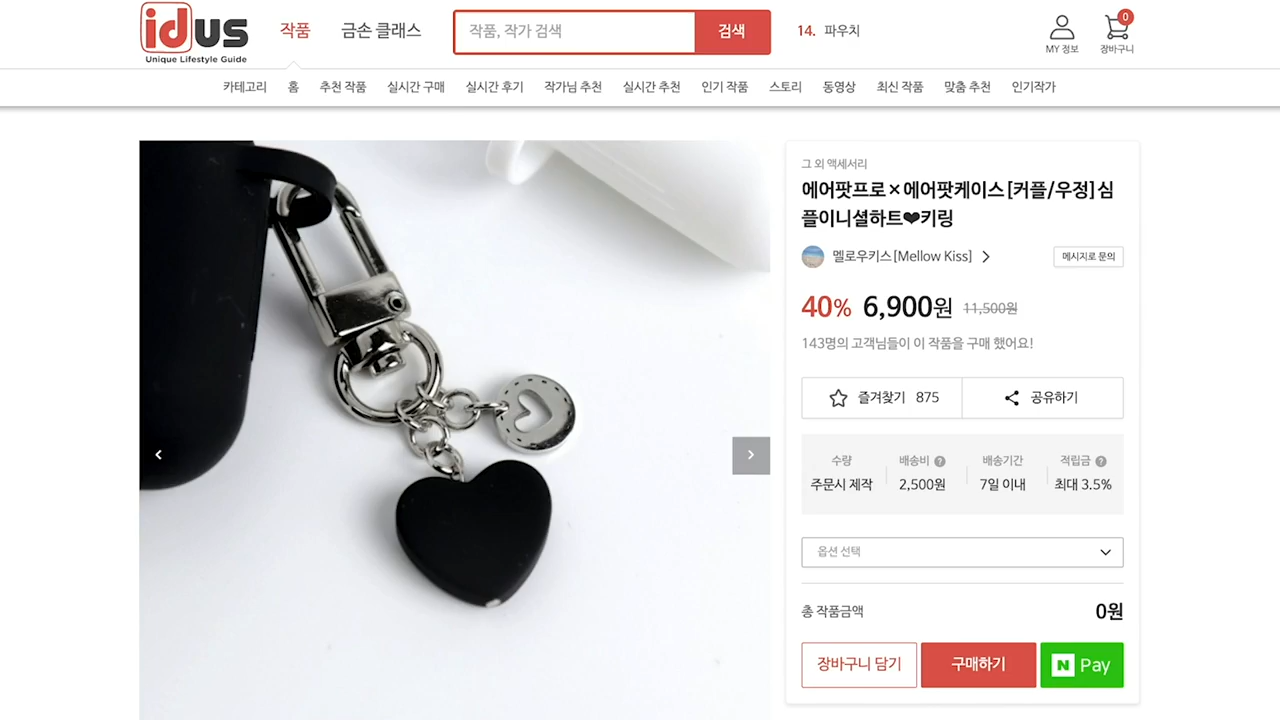 idus
Unique Lifestyle Guide
작품
금손 클래스
작품, 작가 검색
검색
14. 파우치
MY 정보
0
장바구니
카테고리 홈 추천 작품 실시간 구매 실시간 후기 작가님 추천 실시간 추천 인기 작품 스토리 동영상 최신 작품 맞춤 추천 인기작가
그 외 액세서리
에어팟프로×에어팟케이스[커플/우정]심
플이니셜하트❤키링
멜로우키스[Mellow Kiss]
메시지로 문의
40% 6,900원 11,500원
143명의 고객님들이 이 작품을 구매 했어요!
즐겨찾기 875
공유하기
수량 배송비 ? 배송기간 적립금 ?
주문시 제작 2,500원 7일 이내 최대 3.5%
옵션 선택
총 작품금액 0원
장바구니 담기
구매하기
N Pay